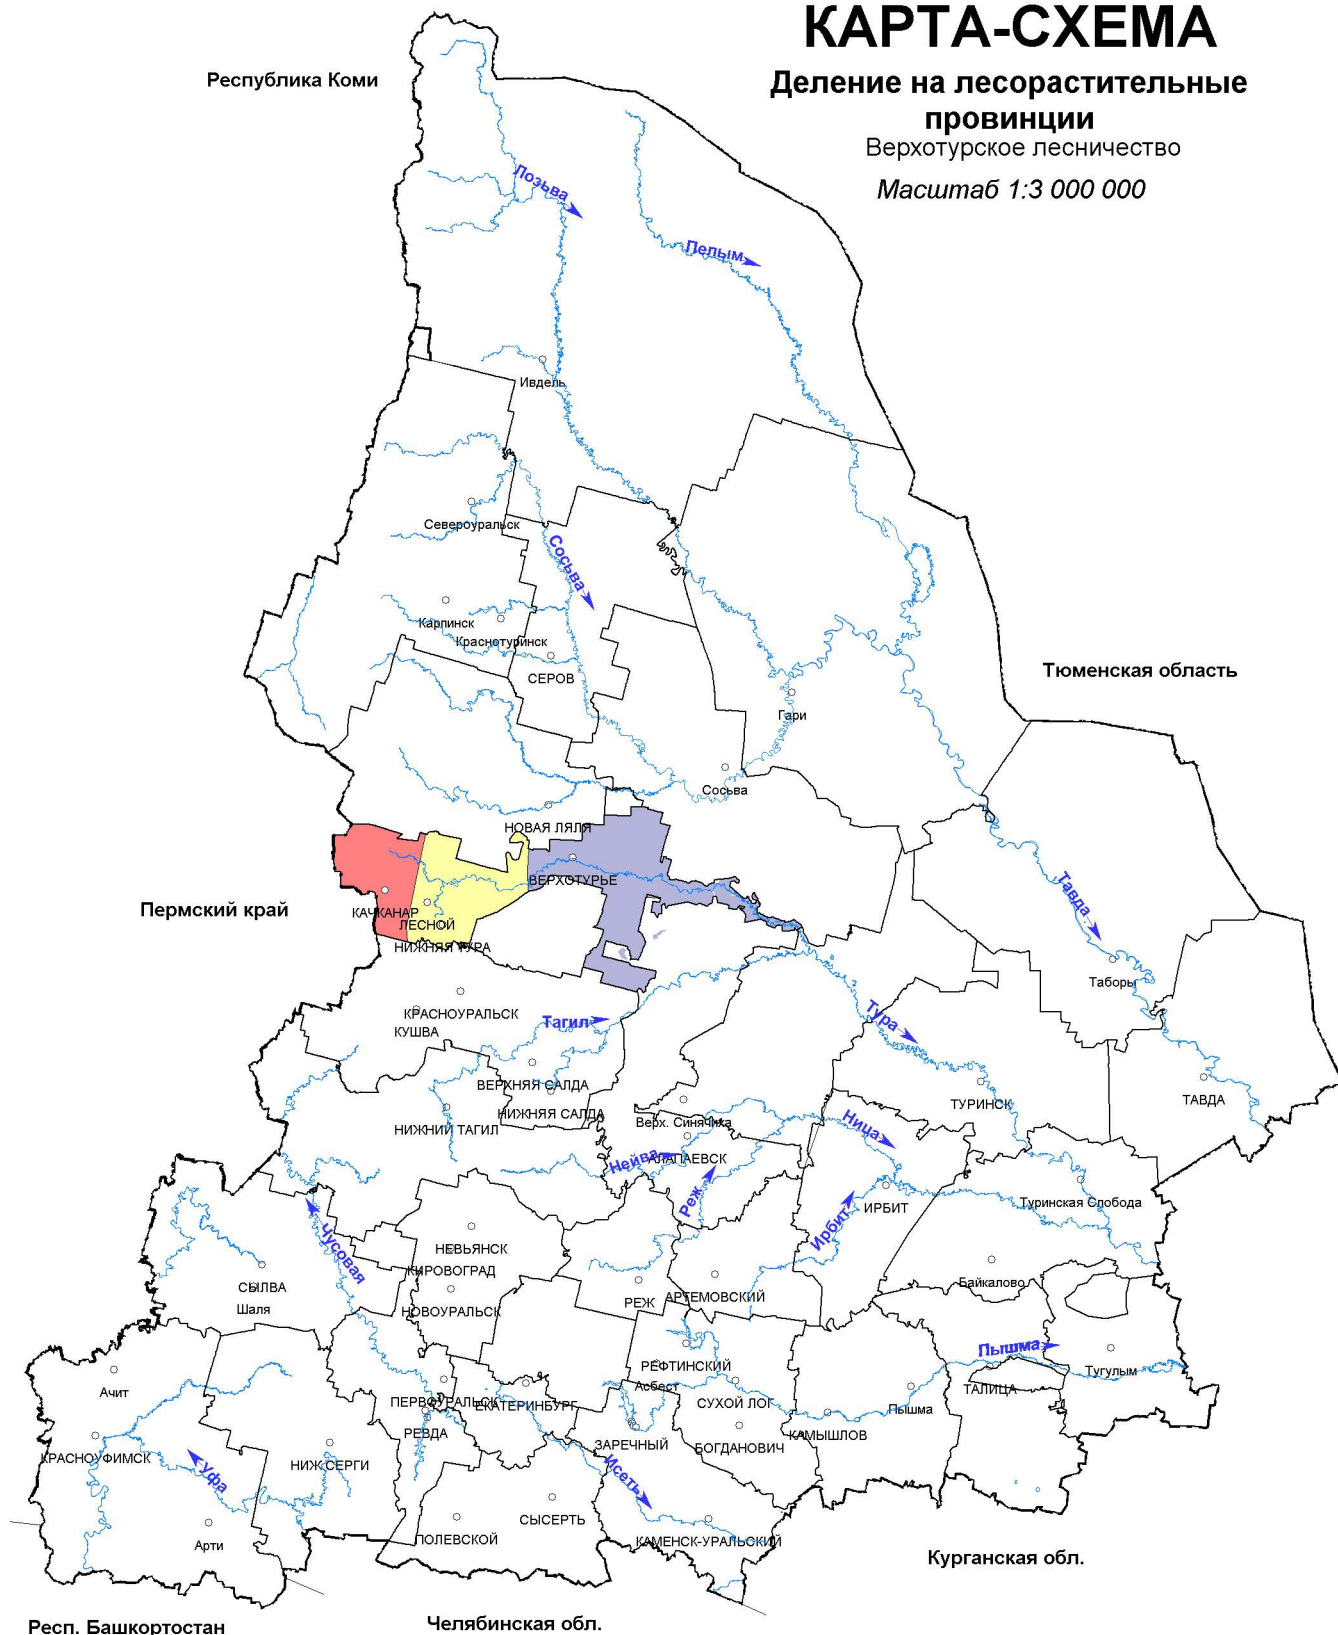 КАРТА-СХЕМА
Деление на лесорастительные
провинции
Верхотурское лесничество
Масштаб 1:3 000 000
Республика Коми
Лозьва
Пелым
Ивдель
Североуральск
Сосьва
Карпинск
Краснотуринск
СЕРОВ
Тюменская область
Гари
Сосьва
НОВАЯ ЛЯЛЯ
ВЕРХОТУРЬЕ
Пермский край
КАЧКАНАР
ЛЕСНОЙ
НИЖНЯЯ ТУРА
Тавда
Таборы
КРАСНОУРАЛЬСК
КУШВА
Тагил
Тура
ВЕРХНЯЯ САЛДА
НИЖНЯЯ САЛДА
НИЖНИЙ ТАГИЛ
Верх. Синячиха
ТУРИНСК
ТАВДА
Ница
Нейва
АЛАПАЕВСК
Реж
Ирбит
ИРБИТ
Туринская Слобода
Чусовая
НЕВЬЯНСК
КИРОВОГРАД
СЫЛВА
Шаля
НОВОУРАЛЬСК
РЕЖ
АРТЕМОВСКИЙ
Байкалово
Пышма
РЕФТИНСКИЙ
Тугулым
ТАЛИЦА
Ачит
Асбест
ПЕРВОУРАЛЬСК
ЕКАТЕРИНБУРГ
СУХОЙ ЛОГ
Пышма
РЕВДА
ЗАРЕЧНЫЙ
БОГДАНОВИЧ
КАМЫШЛОВ
КРАСНОУФИМСК
Уфа
НИЖ.СЕРГИ
Исеть
Арти
ПОЛЕВСКОЙ
СЫСЕРТЬ
КАМЕНСК-УРАЛЬСКИЙ
Курганская обл.
Челябинская обл.
Респ. Башкортостан